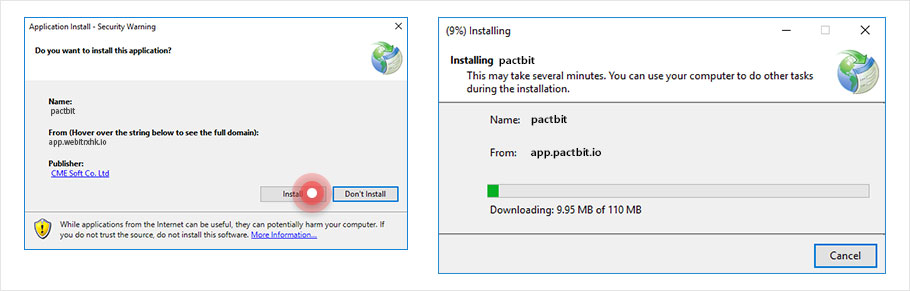 Application Install - Security Warning
Do you want to install this application?
Name:
pactbit
From (Hover over the string below to see the full domain):
app.webitrxhk.io
Publisher:
CME Soft Co. Ltd
Install
Don't Install
While applications from the Internet can be useful, they can potentially harm your computer. If
you do not trust the source, do not install this software. More Information...
(9%) Installing
Installing pactbit
This may take several minutes. You can use your computer to do other tasks
during the installation.
Name: pactbit
From: app.pactbit.io
Downloading: 9.95 MB of 110 MB
Cancel